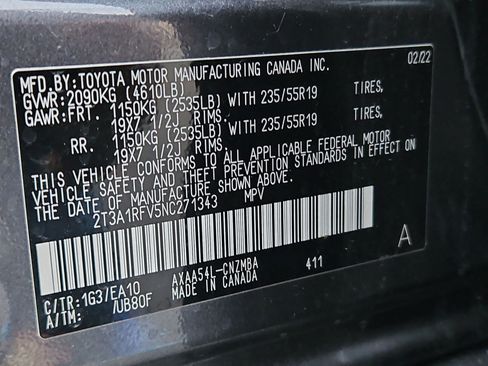 MFD.BY:TOYOTA MOTOR MANUFACTURING CANADA INC. 02/22
GVWR:2090KG (4610LB)
GAWR:FRT. 1150KG (2535LB) WITH 235/55R19 TIRES,
19X7 1/2J RIMS.
RR. 1150KG (2535LB) WITH 235/55R19 TIRES,
19X7 1/2J RIMS.
THIS VEHICLE CONFORMS TO ALL APPLICABLE FEDERAL MOTOR
VEHICLE SAFETY AND THEFT PREVENTION STANDARDS IN EFFECT ON
THE DATE OF MANUFACTURE SHOWN ABOVE.
2T3A1RFV5NC271343 MPV
A
C/TR:1G3/EA10 AXAA54L-CNZMBA 411
A/TM: /UB80F MADE IN CANADA